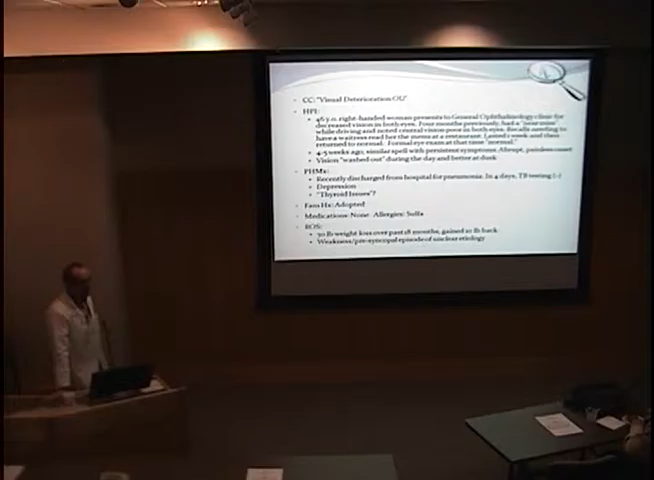 CC: "Visual Deterioration OU"
HPI:
46 y.o. right-handed woman presents to General Ophthalmology clinic for
decreased vision in both eyes. Four months previously, had a "near miss"
while driving and noted central vision poor in both eyes. Recalls needing to
have a waitress read her the menu at a restaurant. Lasted 1 week and then
returned to normal. Formal eye exam at that time "normal."
4-5 weeks ago, similar spell with persistent symptoms. Abrupt, painless onset
Vision "washed out" during the day and better at dusk
PHMx:
Recently discharged from hospital for pneumonia. In 4 days, TB testing (-)
Depression
"Thyroid Issues"?
Fam Hx: Adopted
Medications: None Allergies: Sulfa
ROS:
30 lb weight loss over past 18 months, gained 10 lb back
Weakness/pre-syncopal episode of unclear etiology